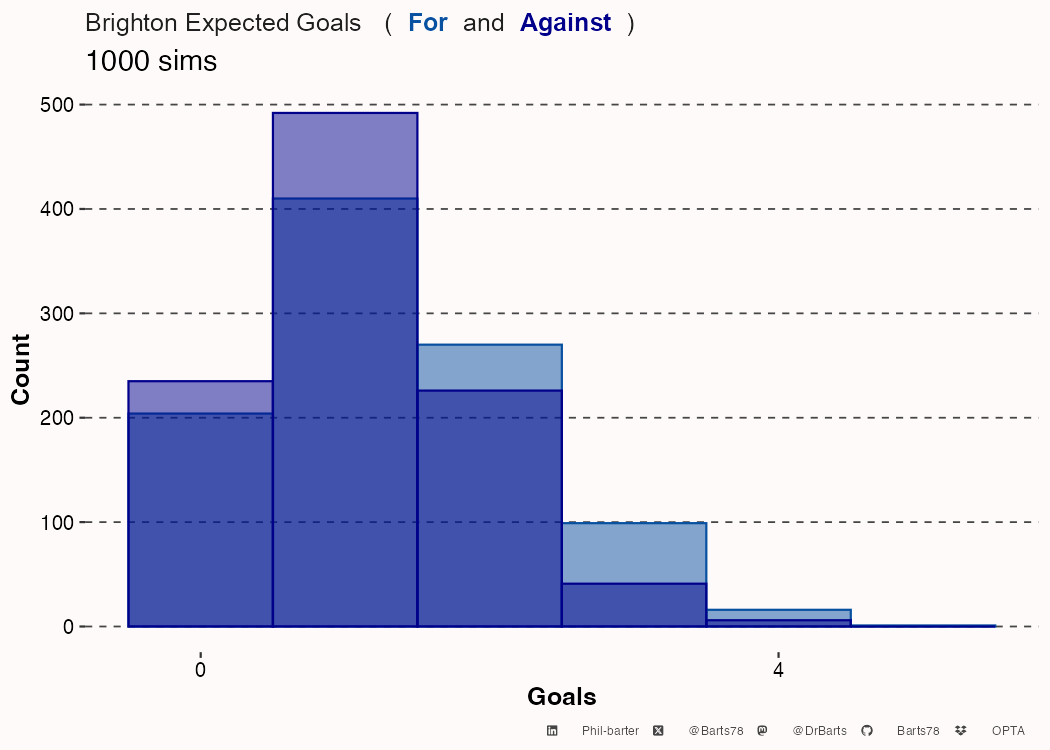 Brighton Expected Goals ( For and Against )
1000 sims
500
400
300
200
100
0
Count
0 4
Goals
Phil-barter @Barts78 @DrBarts Barts78 OPTA